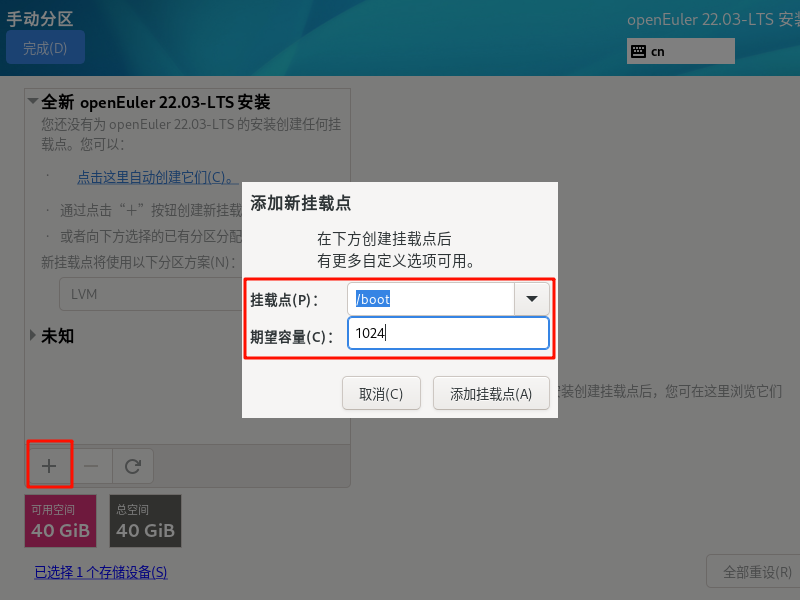 手动分区
openEuler 22.03-LTS 安
完成(D)
cn
全新 openEuler 22.03-LTS 安装
您还没有为 openEuler 22.03-LTS 的安装创建任何挂
载点。您可以：
· 点击这里自动创建它们(C)。
· 通过点击“＋”按钮创建新挂载
· 或者向下方选择的已有分区分配
新挂载点将使用以下分区方案(N)：
LVM
未知
添加新挂载点
在下方创建挂载点后
有更多自定义选项可用。
挂载点(P)：
/boot
期望容量(C)：
1024
取消(C)
添加挂载点(A)
装创建挂载点后，您可在这里浏览它们
可用空间
40 GiB
总空间
40 GiB
已选择 1 个存储设备(S)
全部重设(R)